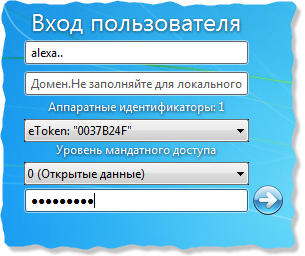 Вход пользователя
alexa..
Домен.Не заполняйте для локального
Аппаратные идентификаторы: 1
eToken: "0037B24F"
Уровень мандатного доступа
0 (Открытые данные)
●●●●●●●●●